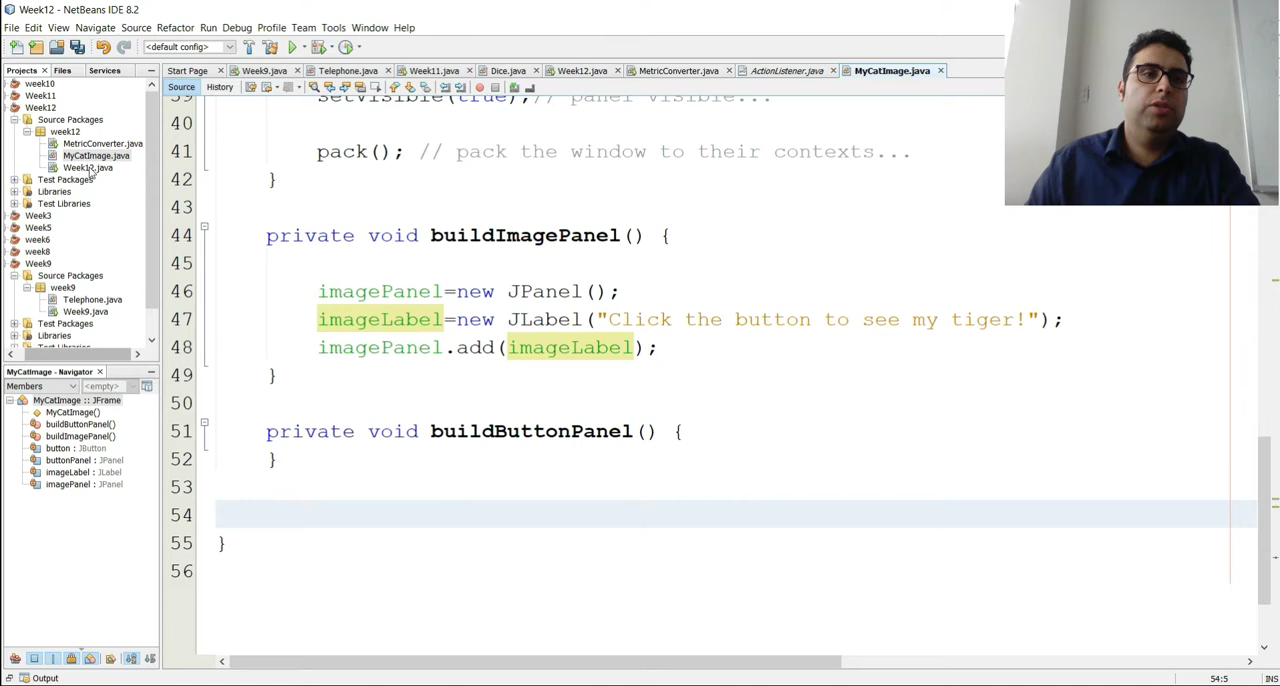 Week12 - NetBeans IDE 8.2
File Edit View Navigate Source Refactor Run Debug Profile Team Tools Window Help
<default config>
Projects Files Services
Start Page Week9.java Telephone.java Week11.java Dice.java Week12.java MetricConverter.java ActionListener.java MyCatImage.java
Source History
week10
Week11
Week12
Source Packages
week12
MetricConverter.java
MyCatImage.java
Week12.java
Test Packages
Libraries
Test Libraries
Week3
Week5
week6
week8
Week9
Source Packages
week9
Telephone.java
Week9.java
Test Packages
Libraries
Test Libraries
MyCatImage - Navigator
Members <empty>
MyCatImage :: JFrame
MyCatImage()
buildButtonPanel()
buildImagePanel()
button : JButton
buttonPanel : JPanel
imageLabel : JLabel
imagePanel : JPanel
39 setVisible(true);// panel visible...
40
41 pack(); // pack the window to their contexts...
42 }
43
44 private void buildImagePanel() {
45
46 imagePanel=new JPanel();
47 imageLabel=new JLabel("Click the button to see my tiger!");
48 imagePanel.add(imageLabel);
49 }
50
51 private void buildButtonPanel() {
52 }
53
54
55 }
56
Output
54:5 INS